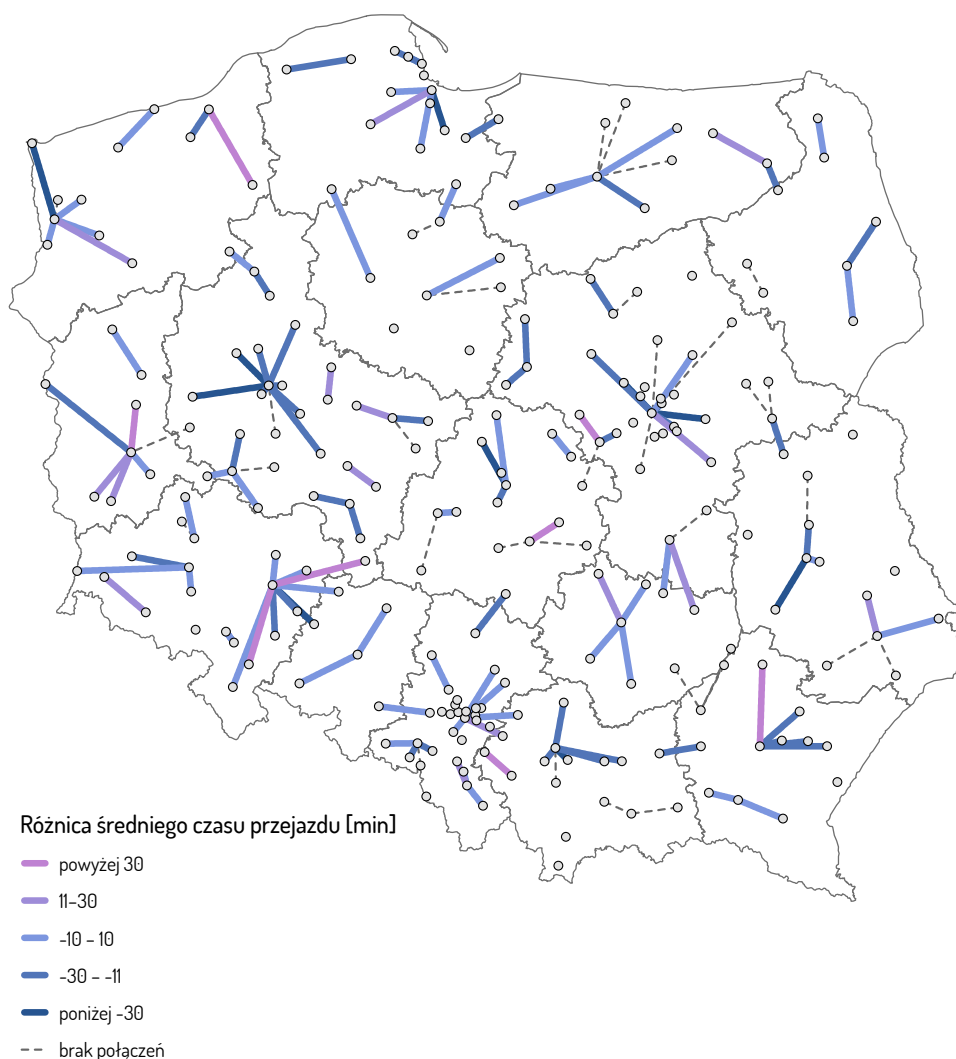 Różnica średniego czasu przejazdu [min]
powyżej 30
11–30
-10 – 10
-30 – -11
poniżej -30
brak połączeń